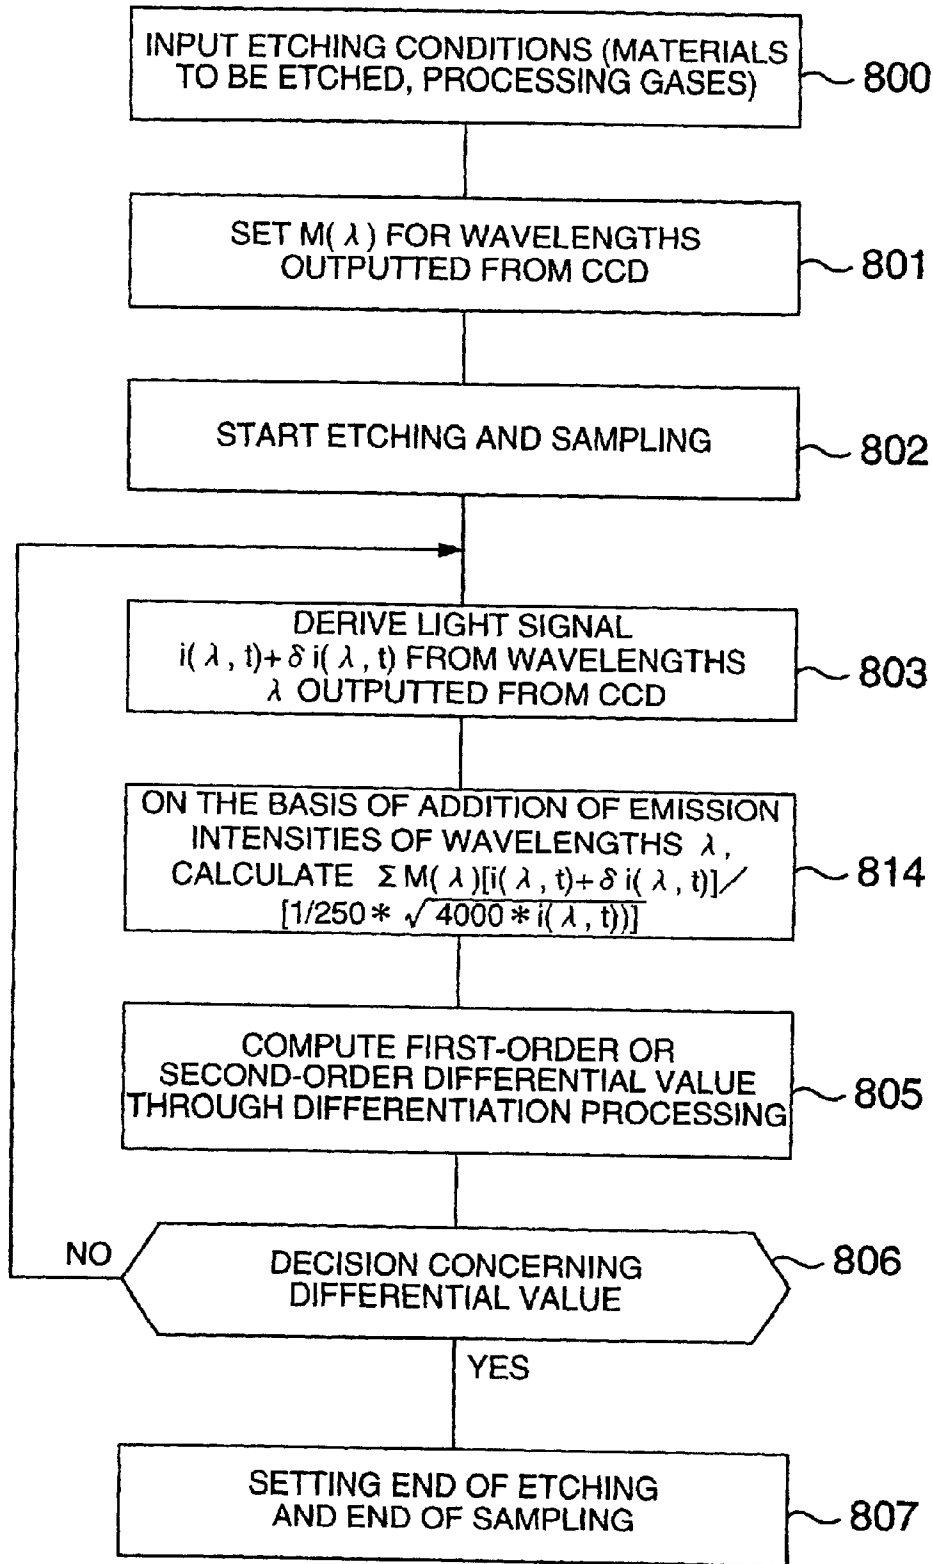 INPUT ETCHING CONDITIONS (MATERIALS
TO BE ETCHED, PROCESSING GASES)
800
SET M( λ ) FOR WAVELENGTHS
OUTPUTTED FROM CCD
801
START ETCHING AND SAMPLING
802
DERIVE LIGHT SIGNAL
i( λ , t)+ δ i( λ , t) FROM WAVELENGTHS
λ OUTPUTTED FROM CCD
803
ON THE BASIS OF ADDITION OF EMISSION
INTENSITIES OF WAVELENGTHS λ ,
CALCULATE Σ M( λ )[i( λ , t)+ δ i( λ , t)]/
[1/250* √4000*i( λ , t))]
814
COMPUTE FIRST-ORDER OR
SECOND-ORDER DIFFERENTIAL VALUE
THROUGH DIFFERENTIATION PROCESSING
805
NO
DECISION CONCERNING
DIFFERENTIAL VALUE
806
YES
SETTING END OF ETCHING
AND END OF SAMPLING
807